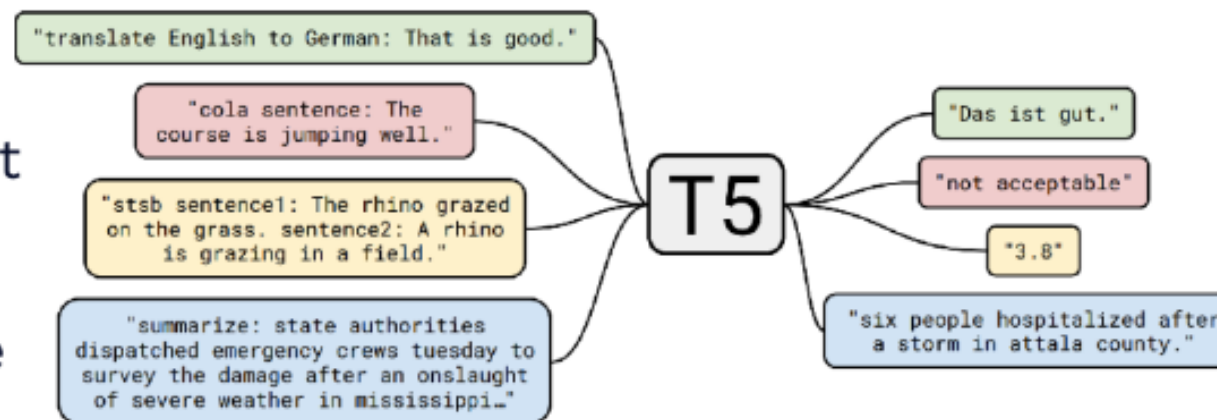 "translate English to German: That is good."
"cola sentence: The
course is jumping well."
"stsb sentence1: The rhino grazed
on the grass. sentence2: A rhino
is grazing in a field."
"summarize: state authorities
dispatched emergency crews tuesday to
survey the damage after an onslaught
of severe weather in mississippi…"
T5
"Das ist gut."
"not acceptable"
"3.8"
"six people hospitalized after
a storm in attala county."